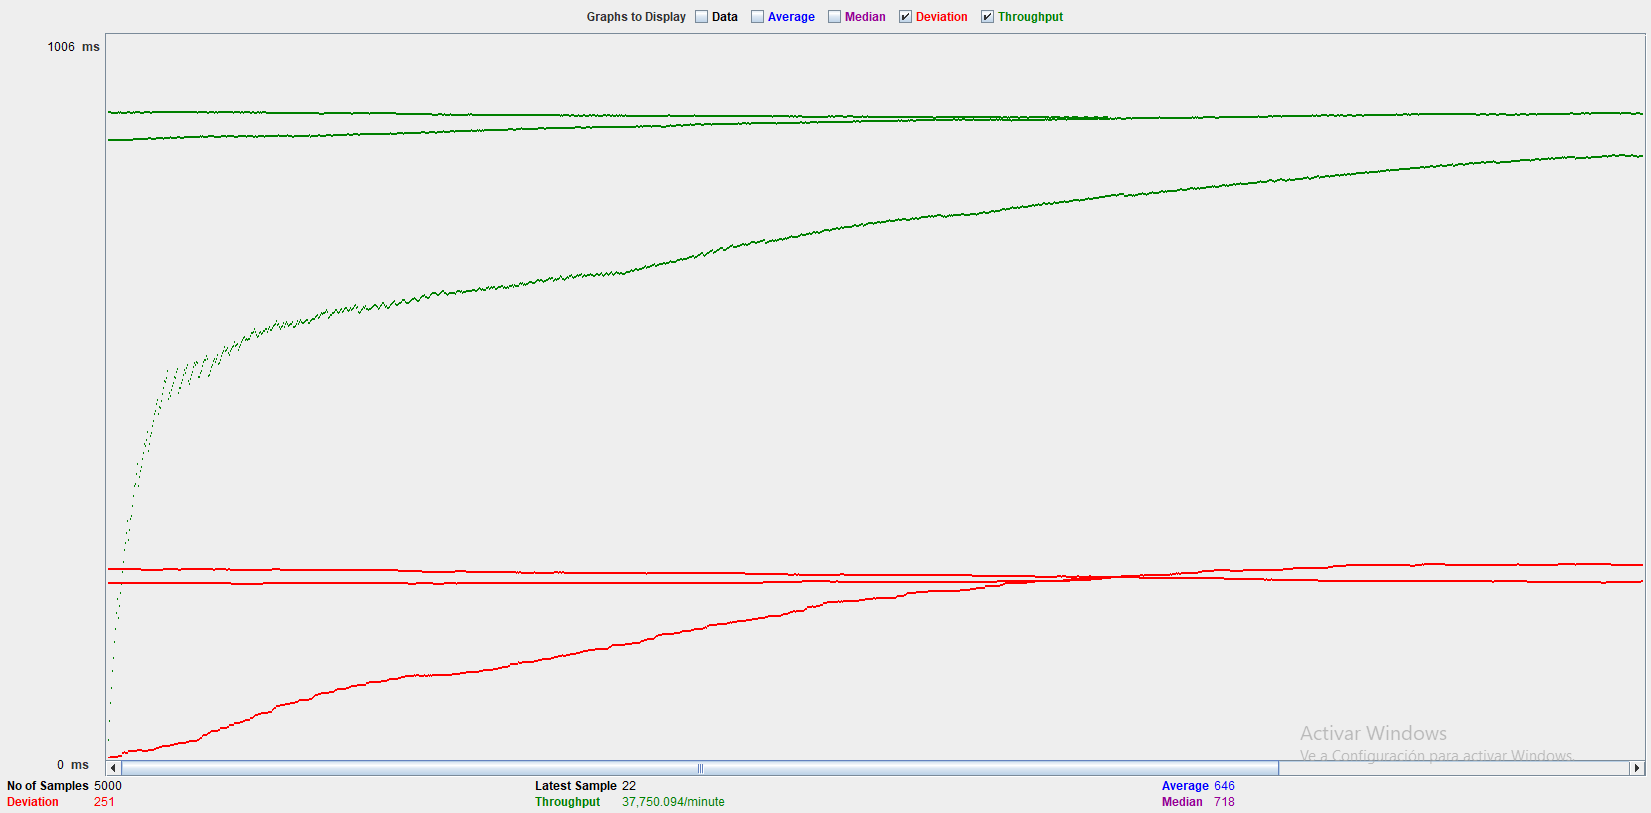 Graphs to Display Data Average Median Deviation Throughput
1006 ms
0 ms
Activar Windows
Ve a Configuración para activar Windows.
No of Samples 5000 Latest Sample 22 Average 646
Deviation 251 Throughput 37,750.094/minute Median 718